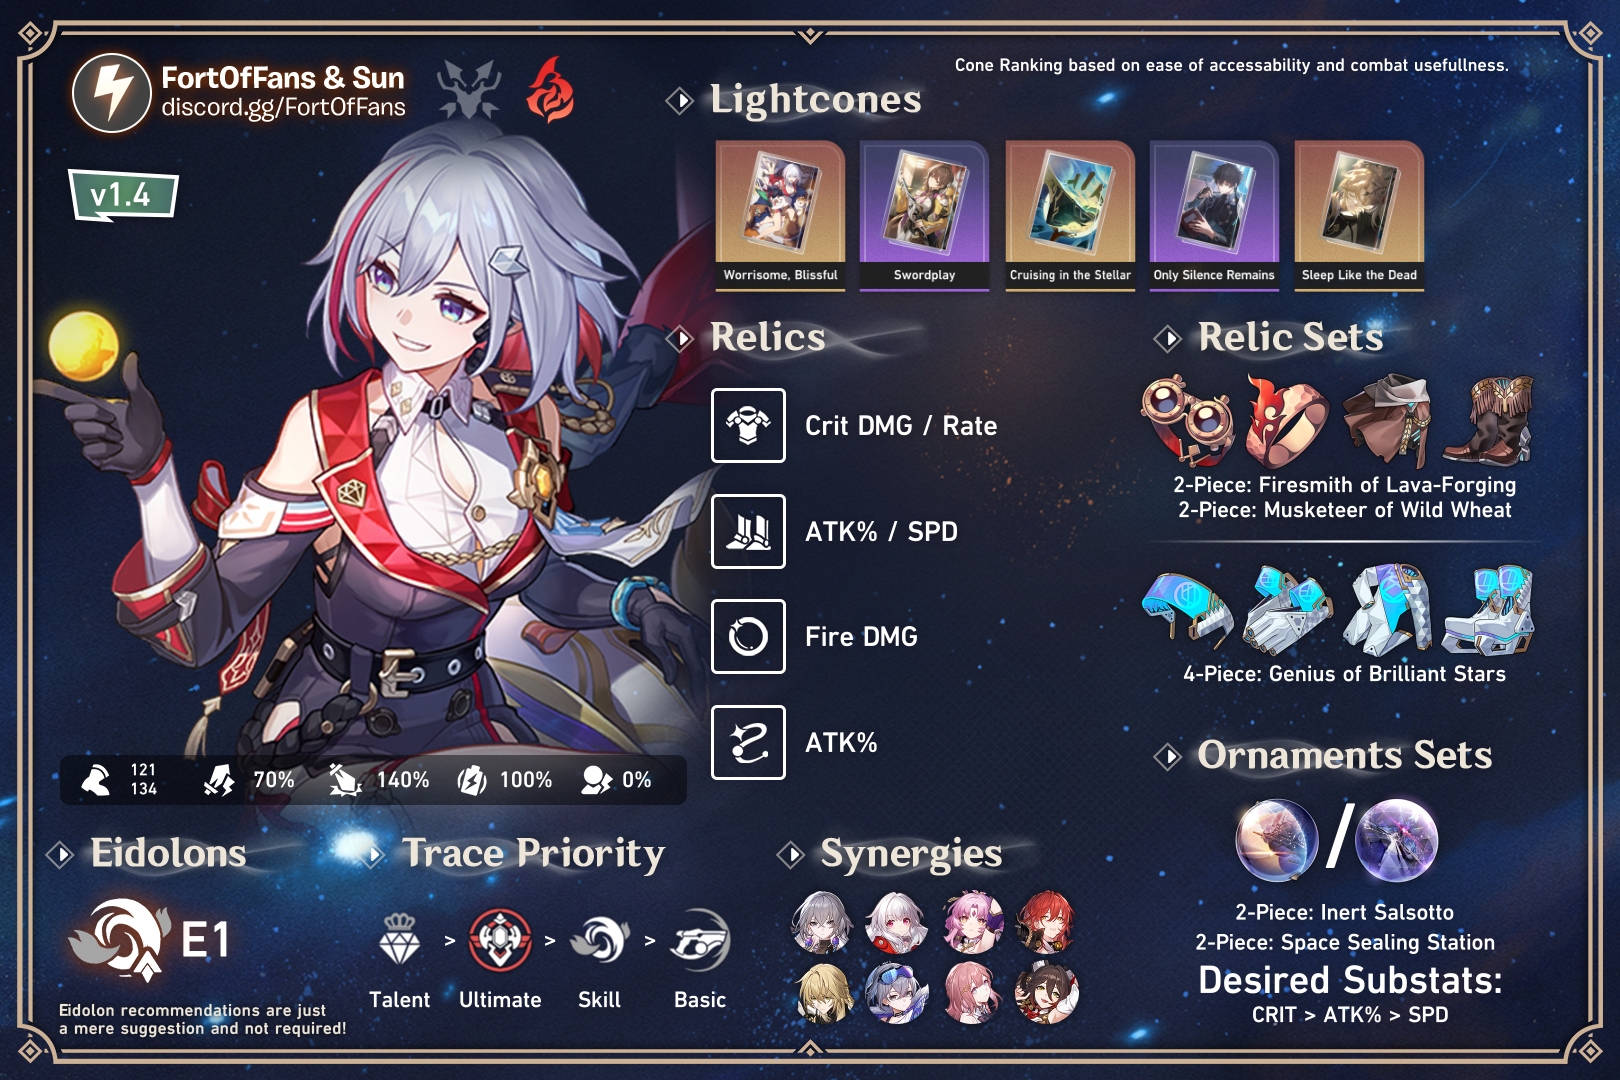 FortOfFans & Sun
discord.gg/FortOfFans
v1.4
Cone Ranking based on ease of accessability and combat usefullness.
Lightcones
Worrisome, Blissful
Swordplay
Cruising in the Stellar
Only Silence Remains
Sleep Like the Dead
Relics
Crit DMG / Rate
ATK% / SPD
Fire DMG
ATK%
Relic Sets
2-Piece: Firesmith of Lava-Forging
2-Piece: Musketeer of Wild Wheat
4-Piece: Genius of Brilliant Stars
Ornaments Sets
/
2-Piece: Inert Salsotto
2-Piece: Space Sealing Station
Desired Substats:
CRIT > ATK% > SPD
121
134
70%
140%
100%
0%
Eidolons
E1
Eidolon recommendations are just
a mere suggestion and not required!
Trace Priority
> > >
Talent Ultimate Skill Basic
Synergies